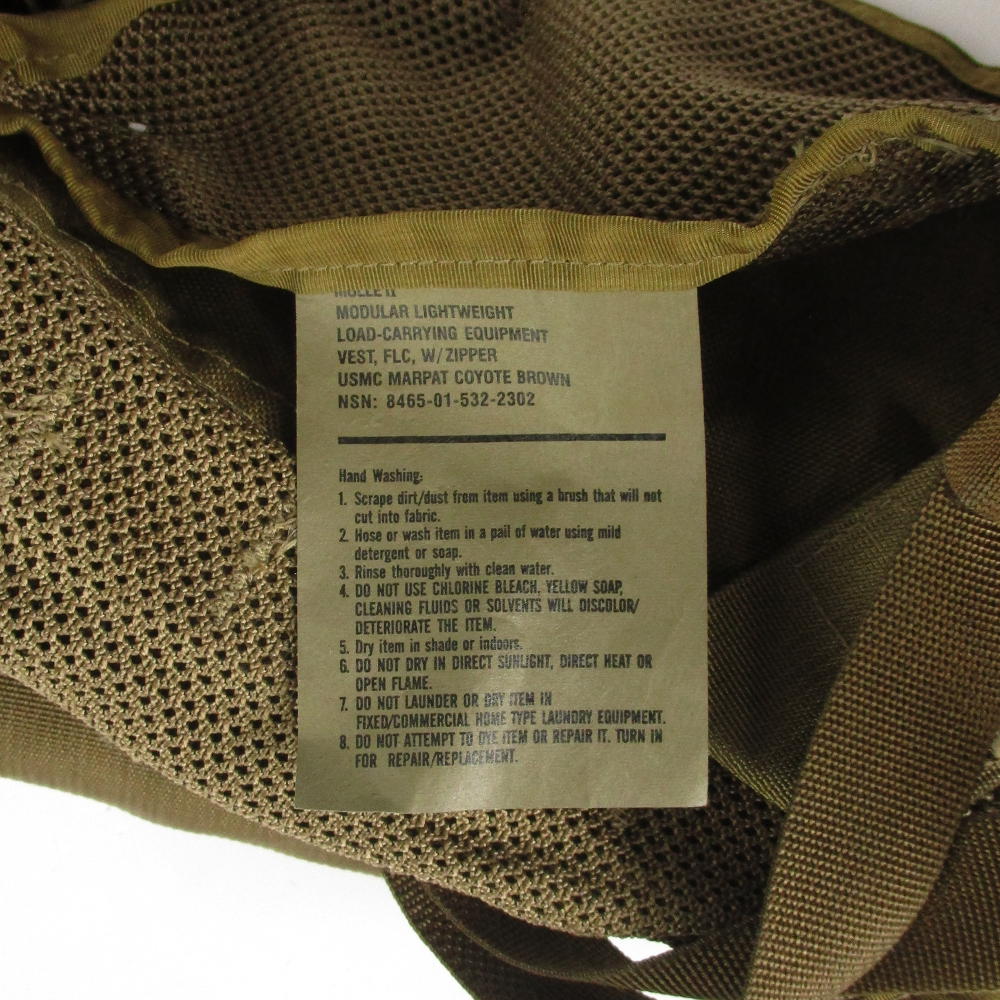 MOLLE II
MODULAR LIGHTWEIGHT
LOAD-CARRYING EQUIPMENT
VEST, FLC, W/ZIPPER
USMC MARPAT COYOTE BROWN
NSN: 8465-01-532-2302
Hand Washing:
1. Scrape dirt/dust from item using a brush that will not
cut into fabric.
2. Hose or wash item in a pail of water using mild
detergent or soap.
3. Rinse thoroughly with clean water.
4. DO NOT USE CHLORINE BLEACH, YELLOW SOAP,
CLEANING FLUIDS OR SOLVENTS WILL DISCOLOR/
DETERIORATE THE ITEM.
5. Dry item in shade or indoors.
6. DO NOT DRY IN DIRECT SUNLIGHT, DIRECT HEAT OR
OPEN FLAME.
7. DO NOT LAUNDER OR DRY ITEM IN
FIXED/COMMERCIAL HOME TYPE LAUNDRY EQUIPMENT.
8. DO NOT ATTEMPT TO DYE ITEM OR REPAIR IT. TURN IN
FOR REPAIR/REPLACEMENT.